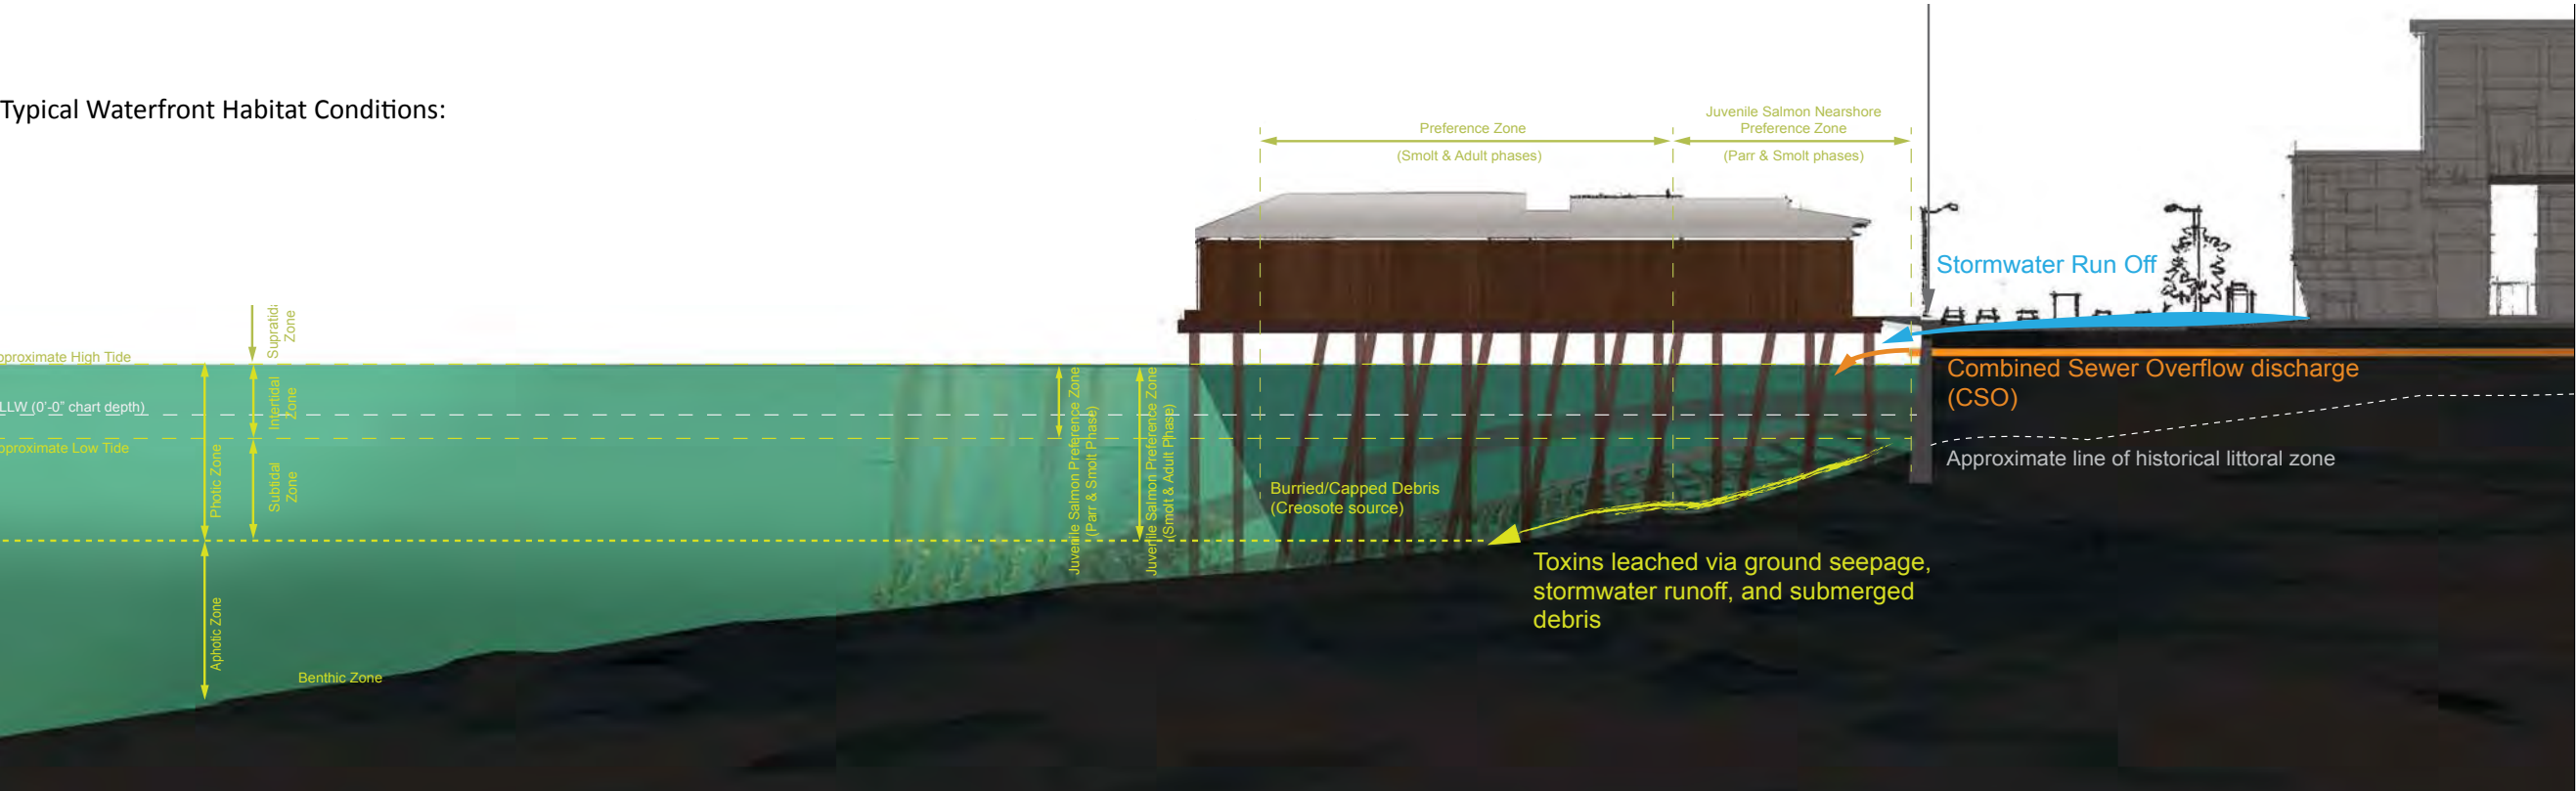 Typical Waterfront Habitat Conditions:
Juvenile Salmon Nearshore
Preference Zone
Preference Zone
(Smolt & Adult phases)
(Parr & Smolt phases)
Stormwater Run Off
Supratid
Zone
pproximate High Tide
Combined Sewer Overflow discharge
(CSO)
LLW (0'-0" chart depth)
Intertidal
Zone
pproximate Low Tide
Approximate line of historical littoral zone
Photic Zone
Subtidal
Zone
Juvenile Salmon Preference Zone
(Parr & Smolt Phase)
Juvenile Salmon Preference Zone
(Smolt & Adult Phase)
Burried/Capped Debris
(Creosote source)
Toxins leached via ground seepage,
stormwater runoff, and submerged
debris
Aphotic Zone
Benthic Zone